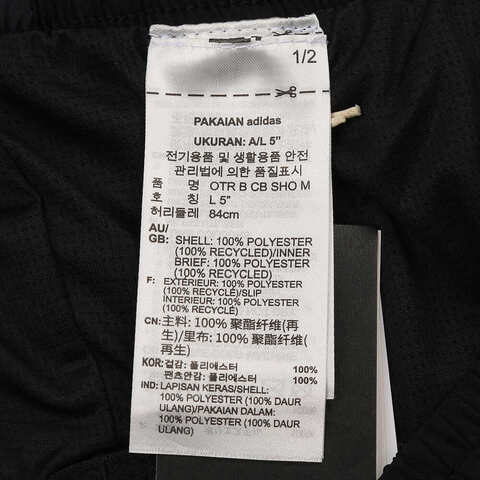 1/2
PAKAIAN adidas
UKURAN: A/L 5"
전기용품 및 생활용품 안전
관리법에 의한 품질표시
품 명 OTR B CB SHO M
호 칭 L 5"
허리둘레 84cm
AU/
GB: SHELL: 100% POLYESTER
(100% RECYCLED)/INNER
BRIEF: 100% POLYESTER
(100% RECYCLED)
F: EXTÉRIEUR: 100% POLYESTER
(100% RECYCLÉ)/SLIP
INTÉRIEUR: 100% POLYESTER
(100% RECYCLÉ)
CN: 主料: 100% 聚酯纤维(再
生)/里布: 100% 聚酯纤维(再
生)
KOR: 겉감: 폴리에스터 100%
팬츠안감: 폴리에스터 100%
IND: LAPISAN KERAS/SHELL:
100% POLYESTER (100% DAUR
ULANG)/PAKAIAN DALAM:
100% POLYESTER (100% DAUR
ULANG)